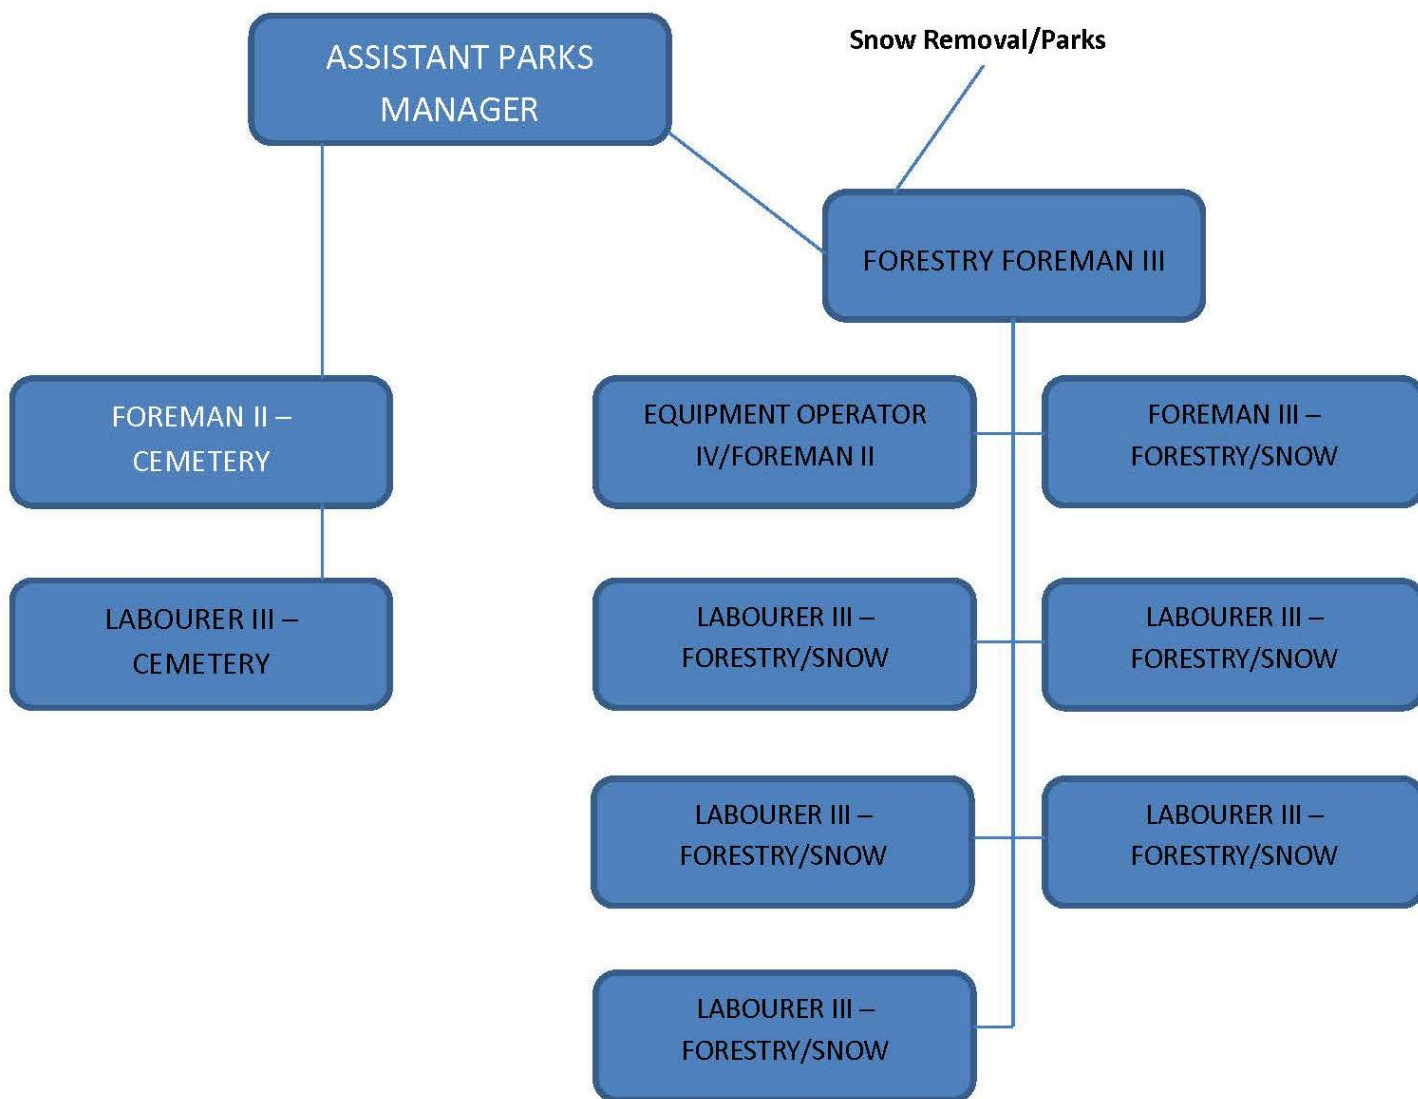 ASSISTANT PARKS
MANAGER
Snow Removal/Parks
FORESTRY FOREMAN III
FOREMAN II –
CEMETERY
EQUIPMENT OPERATOR
IV/FOREMAN II
FOREMAN III –
FORESTRY/SNOW
LABOURER III –
CEMETERY
LABOURER III –
FORESTRY/SNOW
LABOURER III –
FORESTRY/SNOW
LABOURER III –
FORESTRY/SNOW
LABOURER III –
FORESTRY/SNOW
LABOURER III –
FORESTRY/SNOW